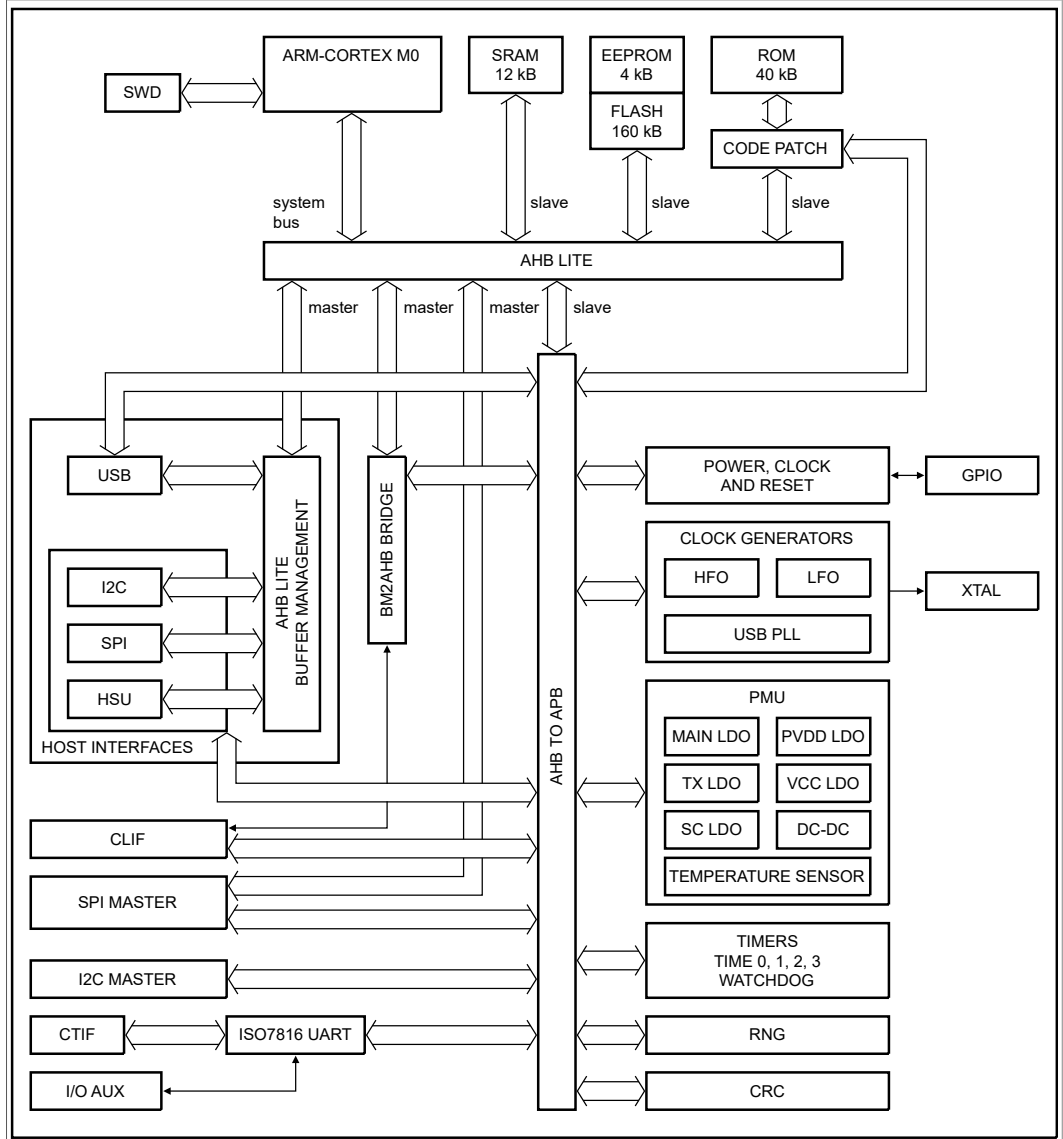 ARM-CORTEX M0
SRAM
12 kB
EEPROM
4 kB
ROM
40 kB
SWD
FLASH
160 kB
CODE PATCH
system
bus
slave
slave
slave
AHB LITE
master
master
master
slave
USB
AHB LITE
BUFFER MANAGEMENT
BM2AHB BRIDGE
POWER, CLOCK
AND RESET
GPIO
CLOCK GENERATORS
I2C
HFO
LFO
XTAL
SPI
USB PLL
HSU
HOST INTERFACES
AHB TO APB
PMU
MAIN LDO
PVDD LDO
TX LDO
VCC LDO
SC LDO
DC-DC
TEMPERATURE SENSOR
CLIF
SPI MASTER
TIMERS
TIME 0, 1, 2, 3
WATCHDOG
I2C MASTER
CTIF
ISO7816 UART
RNG
I/O AUX
CRC